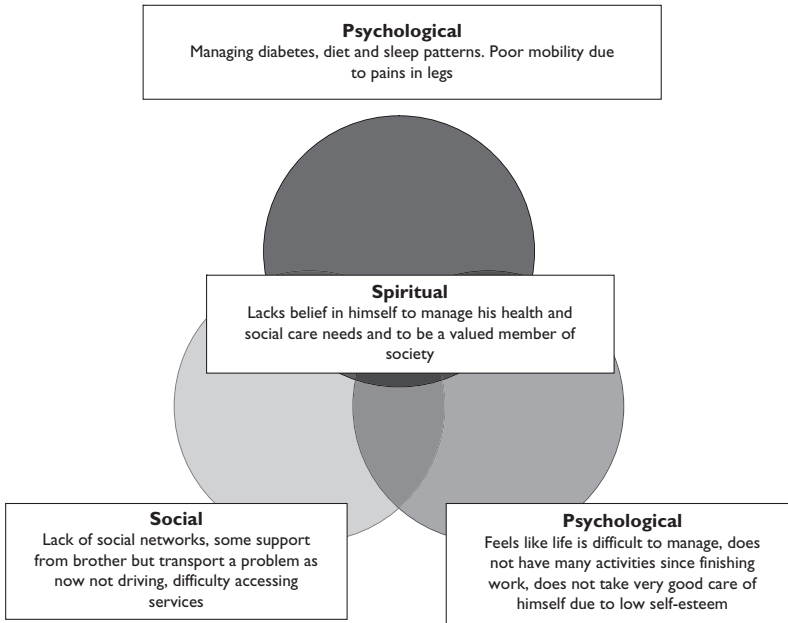 Psychological
Managing diabetes, diet and sleep patterns. Poor mobility due
to pains in legs
Spiritual
Lacks belief in himself to manage his health and
social care needs and to be a valued member of
society
Social
Lack of social networks, some support
from brother but transport a problem as
now not driving, difficulty accessing
services
Psychological
Feels like life is difficult to manage, does
not have many activities since finishing
work, does not take very good care of
himself due to low self-esteem